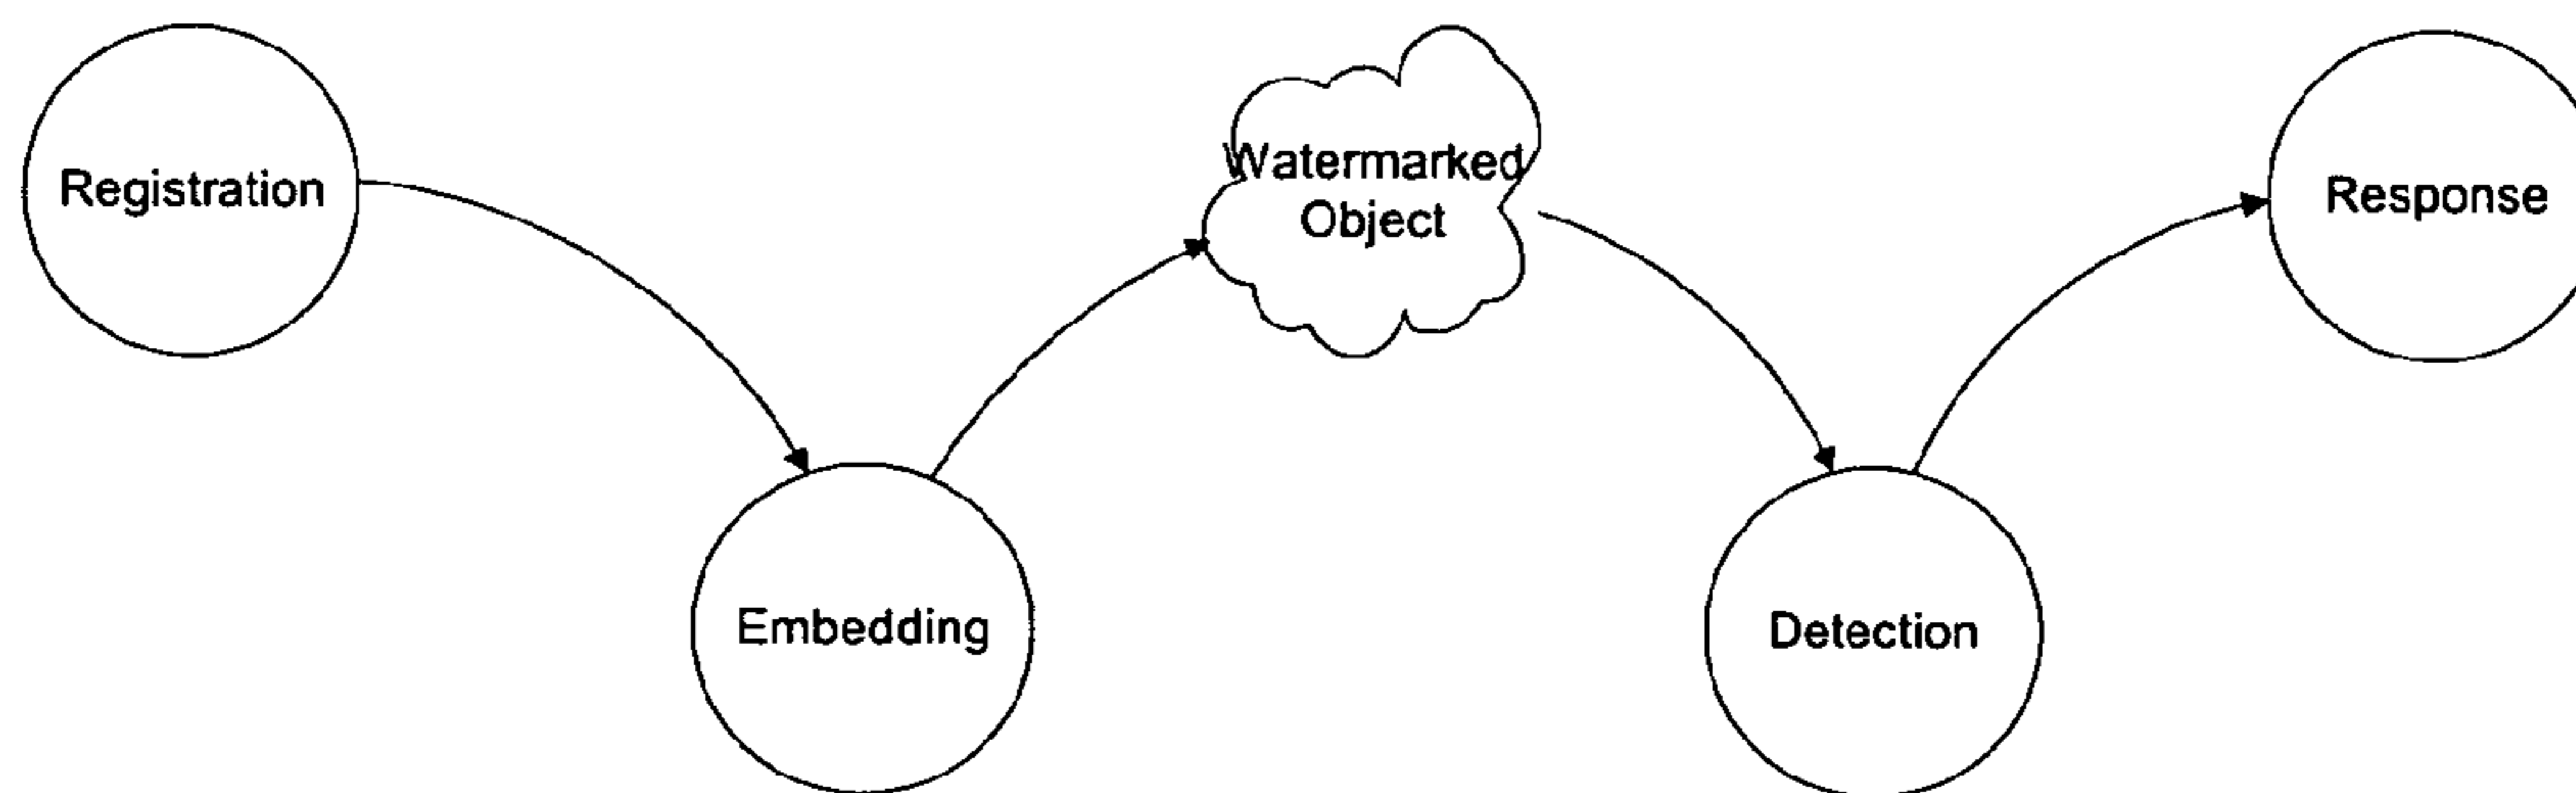 Registration
Embedding
Watermarked
Object
Detection
Response